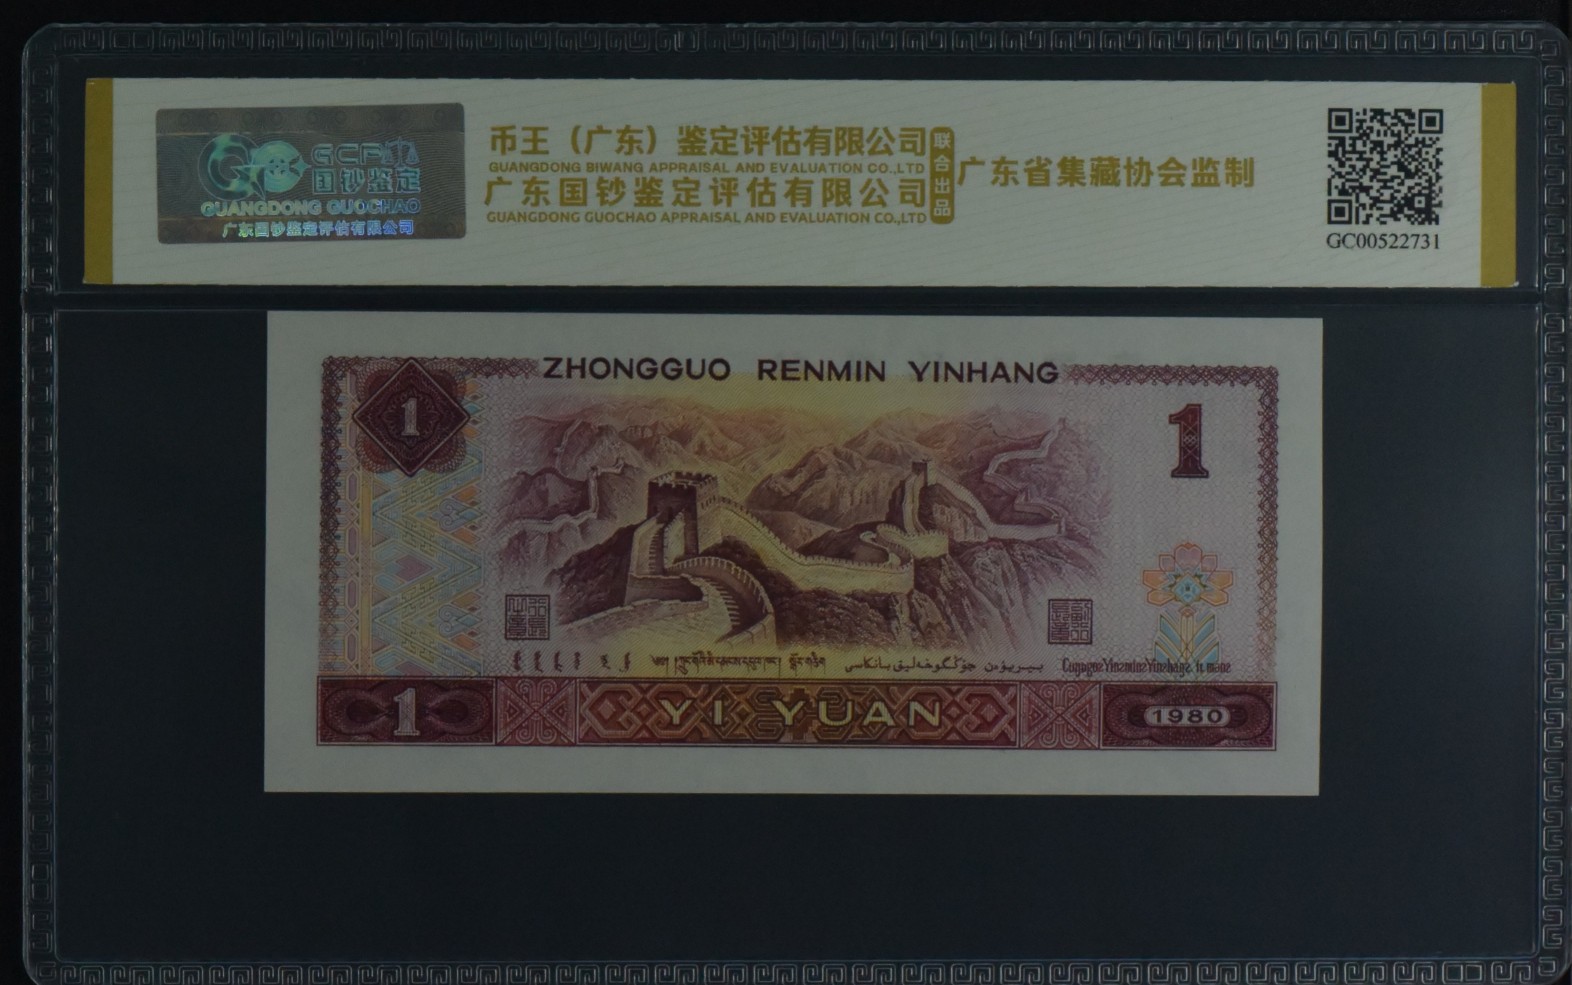 GCFA
国钞鉴定
GUANGDONG GUOCHAO
广东国钞鉴定评估有限公司
币王（广东）鉴定评估有限公司
GUANGDONG BIWANG APPRAISAL AND EVALUATION CO.,LTD
广东国钞鉴定评估有限公司
GUANGDONG GUOCHAO APPRAISAL AND EVALUATION CO.,LTD
联合出品
广东省集藏协会监制
GC00522731
ZHONGGUO RENMIN YINHANG
1
1
بيريۋەن جۇڭگوخەلىق بانكاسى
1
YI YUAN
1980